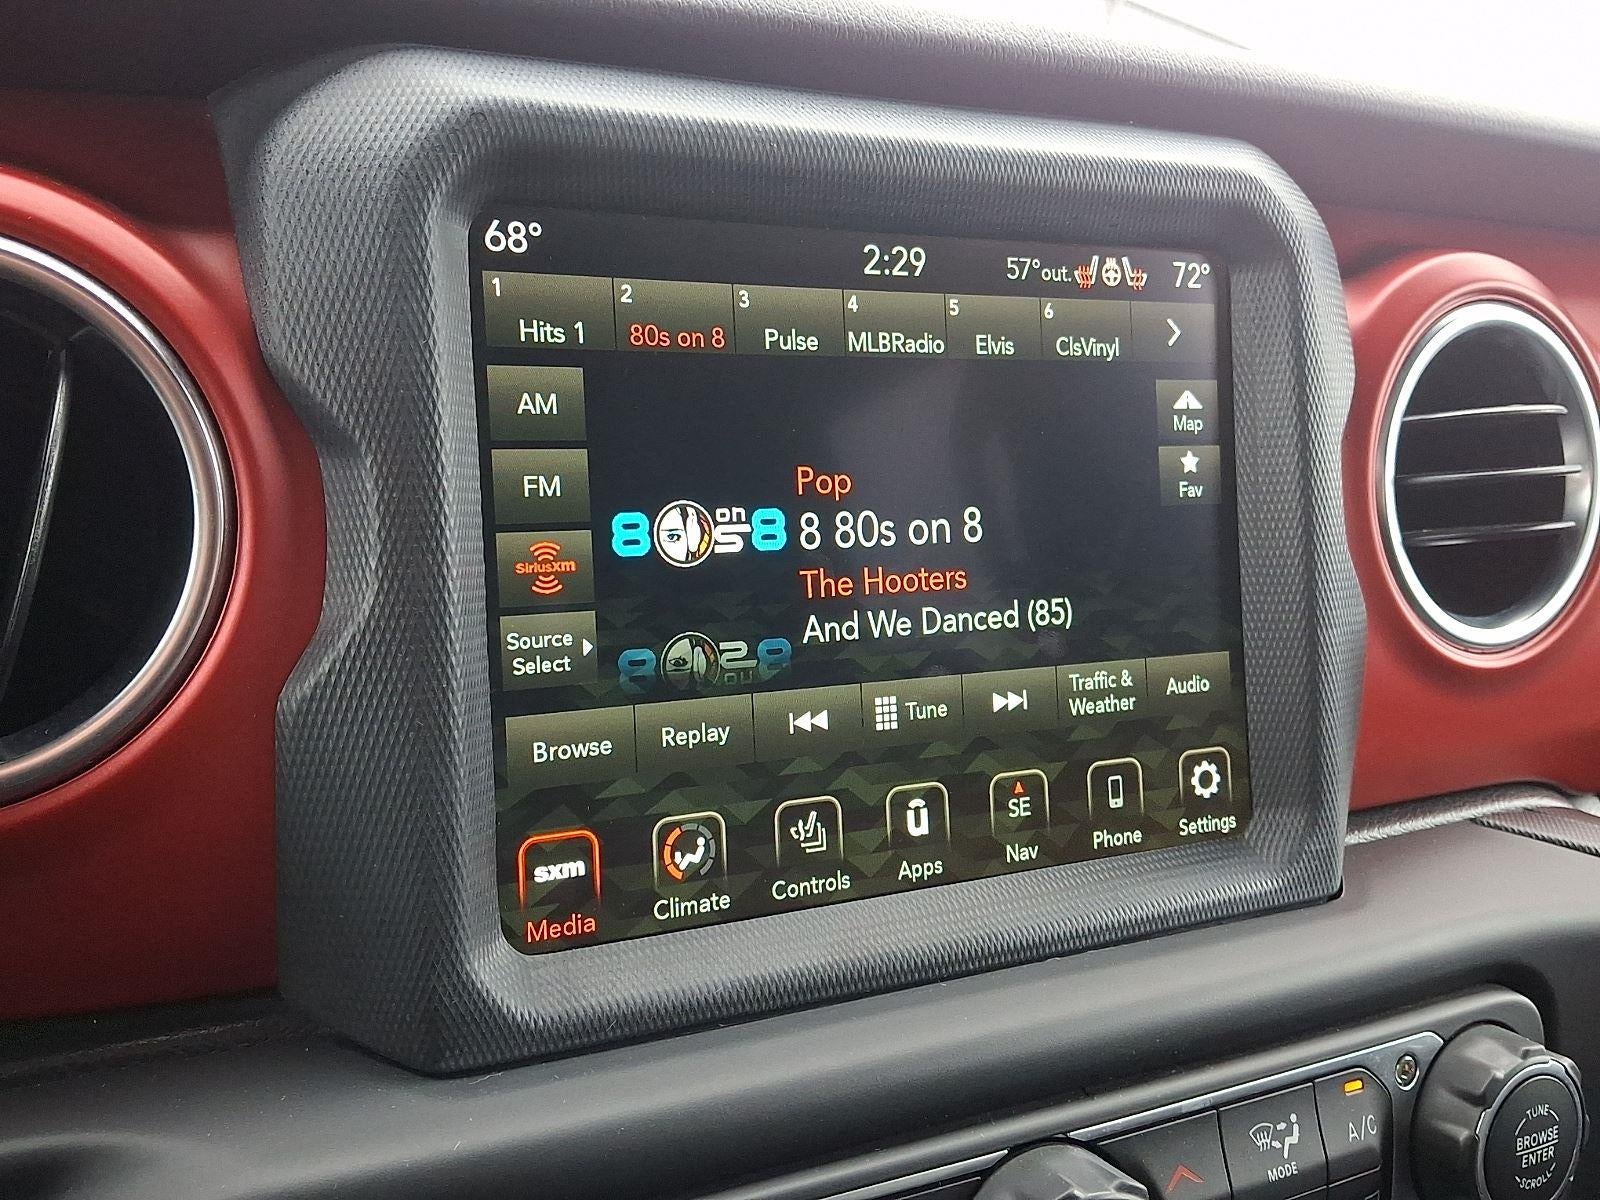 68°
2:29
57°out.
72°
1 Hits 1
2 80s on 8
3 Pulse
4 MLBRadio
5 Elvis
6 ClsVinyl
AM
Map
FM
Fav
Pop
8 on 8
8 80s on 8
SiriusXm
The Hooters
And We Danced (85)
Source
Select
Browse
Replay
Tune
Traffic &
Weather
Audio
sxm
Media
Climate
Controls
û
Apps
SE
Nav
Phone
Settings
MODE
A/C
TUNE
BROWSE
ENTER
SCROLL